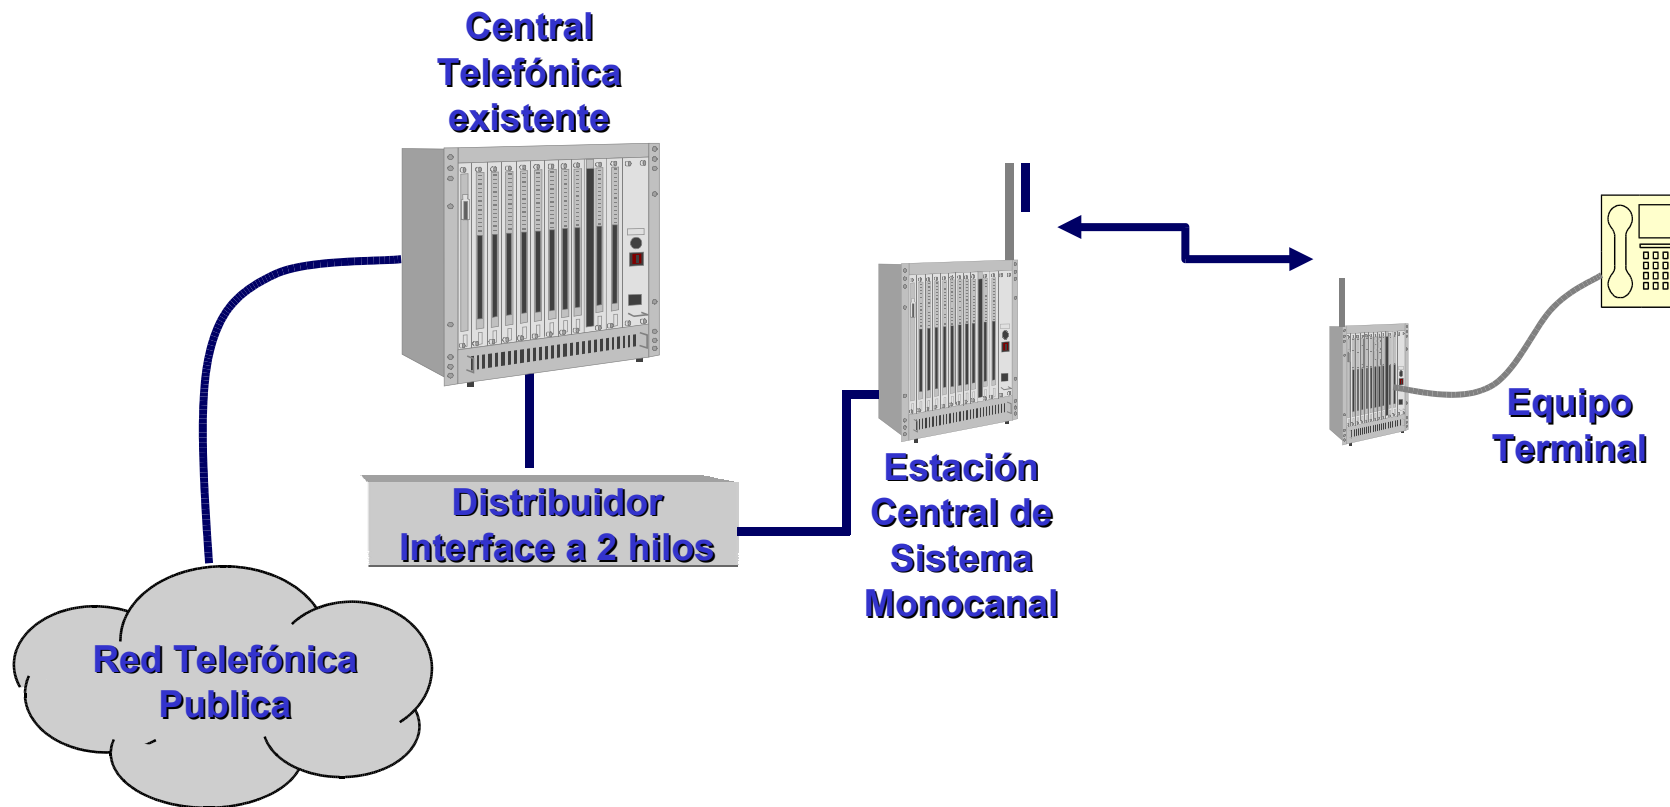 Central
Telefónica
existente
Distribuidor
Interface a 2 hilos
Estación
Central de
Sistema
Monocanal
Equipo
Terminal
Red Telefónica
Publica